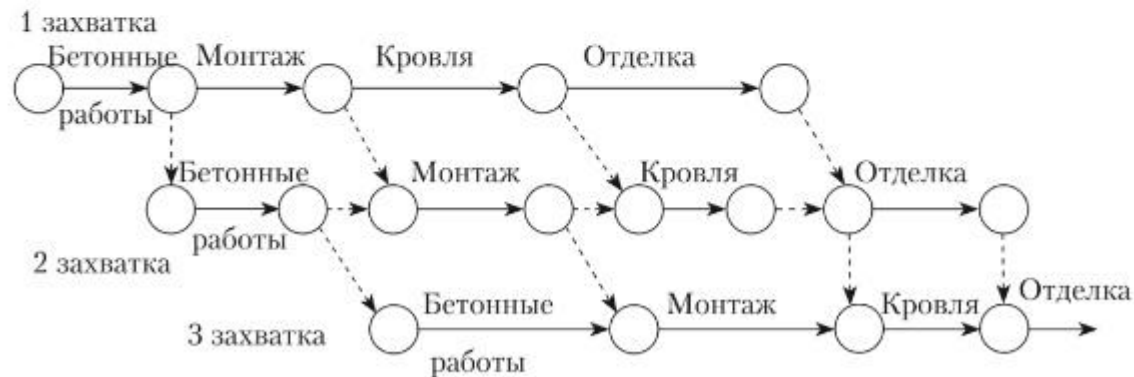 1 захватка
Бетонные Монтаж Кровля Отделка
работы
Бетонные Монтаж Кровля Отделка
работы
2 захватка
Бетонные Монтаж Кровля Отделка
3 захватка
работы